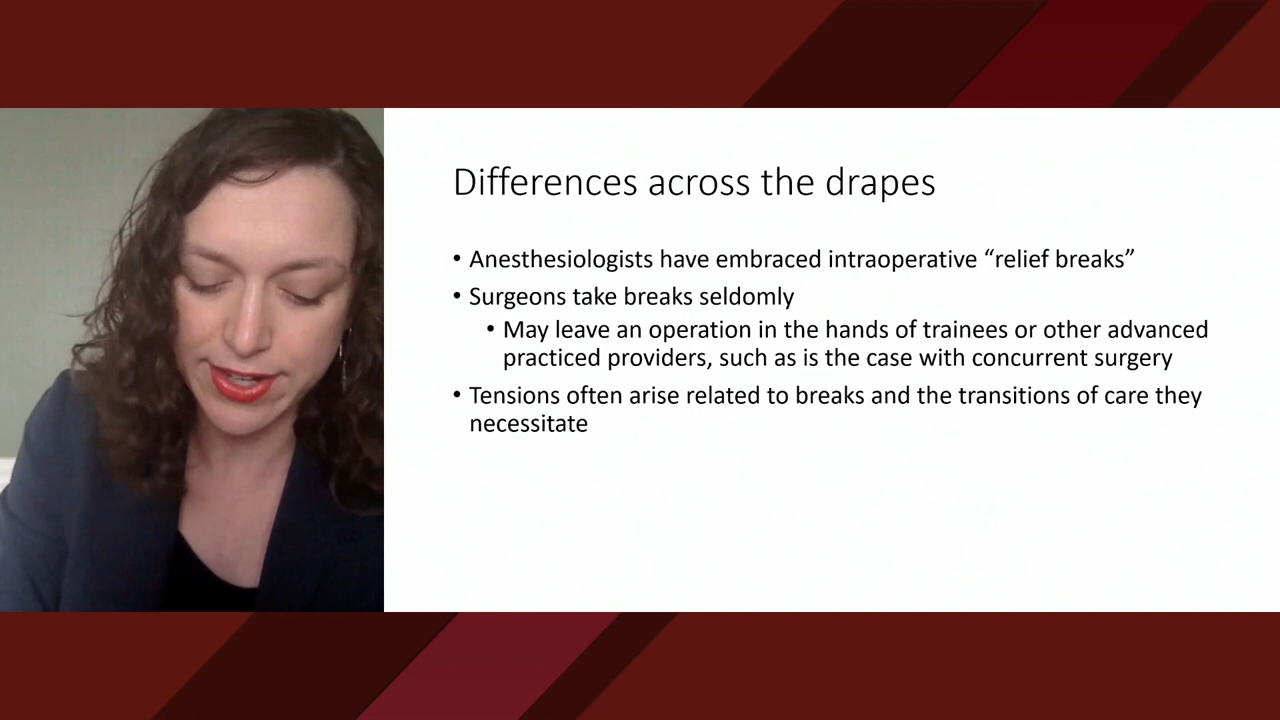 Differences across the drapes
• Anesthesiologists have embraced intraoperative “relief breaks”
• Surgeons take breaks seldomly
• May leave an operation in the hands of trainees or other advanced
practiced providers, such as is the case with concurrent surgery
• Tensions often arise related to breaks and the transitions of care they
necessitate